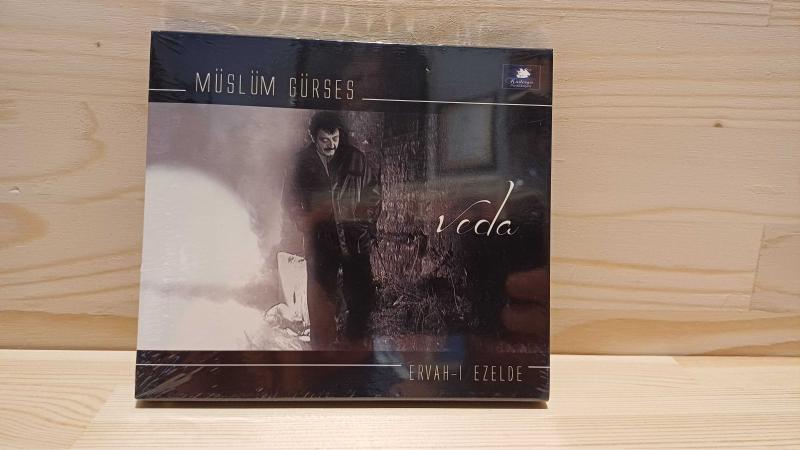 MÜSLÜM GÜRSES
veda
ERVAH-I EZELDE